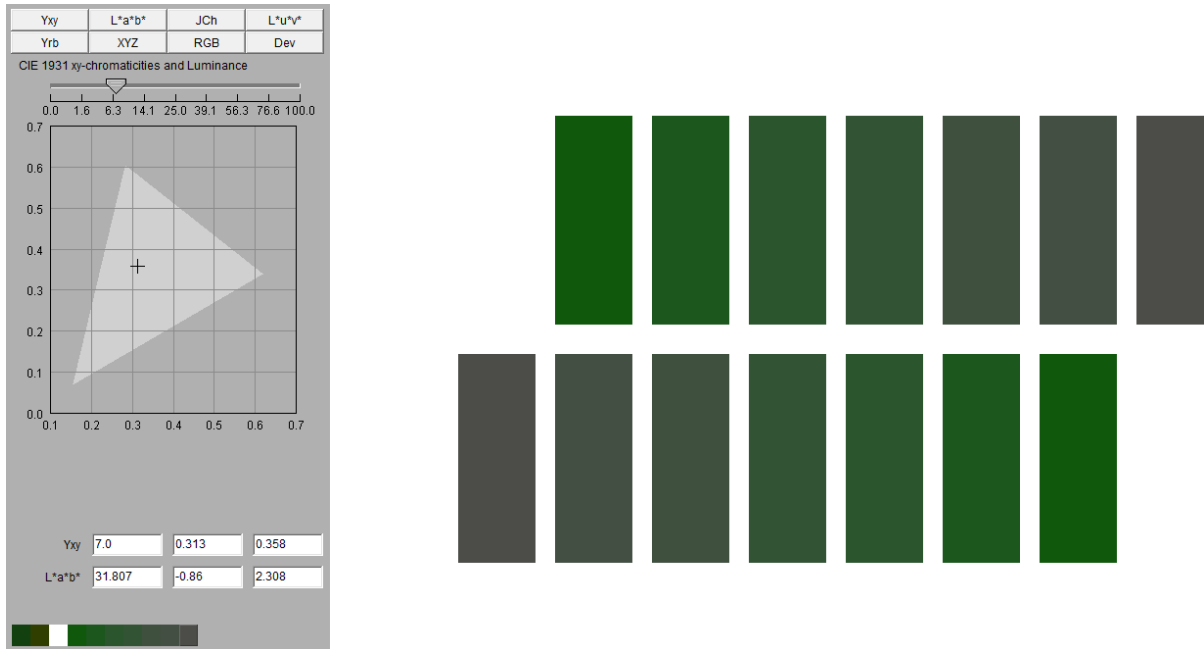 Yxy L*a*b* JCh L*u*v*
Yrb XYZ RGB Dev
CIE 1931 xy-chromaticities and Luminance
0.0 1.6 6.3 14.1 25.0 39.1 56.3 76.6 100.0
0.7
0.6
0.5
0.4
0.3
0.2
0.1
0.0
0.1 0.2 0.3 0.4 0.5 0.6 0.7
Yxy 7.0 0.313 0.358
L*a*b* 31.807 -0.86 2.308